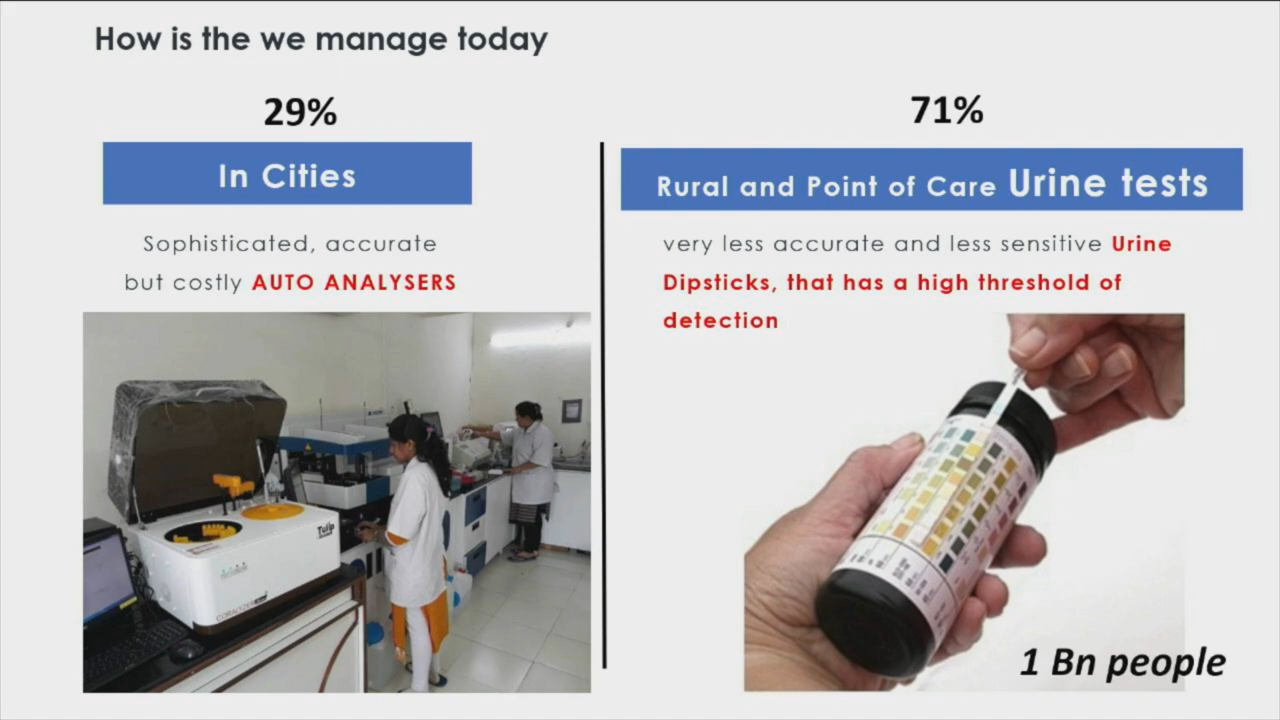 How is the we manage today
29%
In Cities
Sophisticated, accurate
but costly AUTO ANALYSERS
71%
Rural and Point of Care Urine tests
very less accurate and less sensitive Urine
Dipsticks, that has a high threshold of
detection
Tulip
CORALYZER
1 Bn people